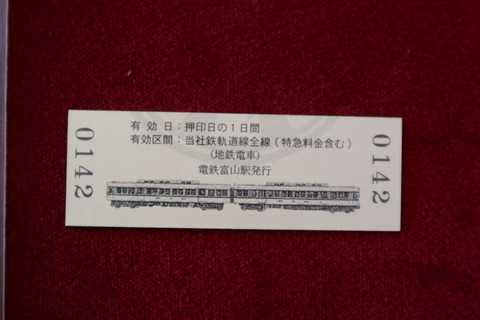 有効日：押印日の1日間
有効区間：当社鉄軌道線全線（特急料金含む）
（地鉄電車）
電鉄富山駅発行
0142
0142